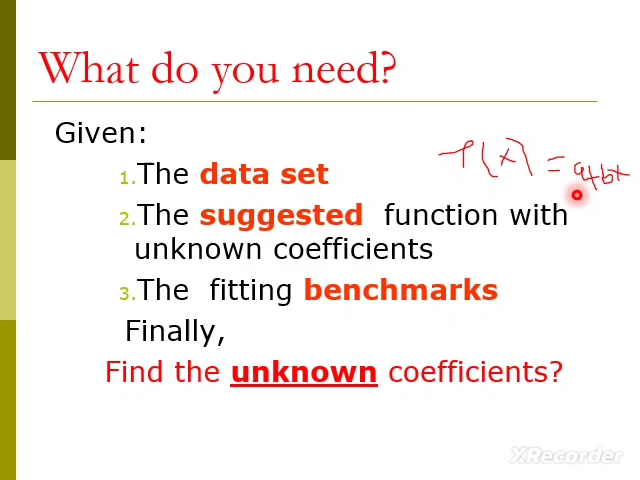 What do you need?
Given:
1.The data set
f(x) = a+bx
2.The suggested function with
unknown coefficients
3.The fitting benchmarks
Finally,
Find the unknown coefficients?
XRecorder